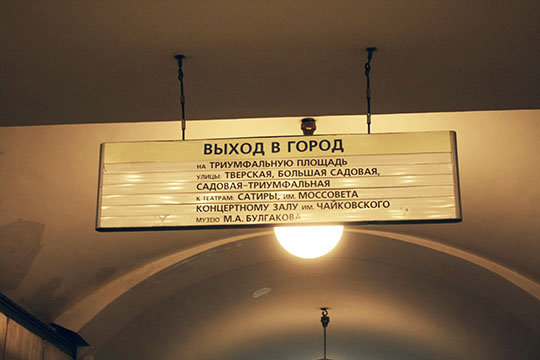 ВЫХОД В ГОРОД
НА ТРИУМФАЛЬНУЮ ПЛОЩАДЬ
УЛИЦЫ: ТВЕРСКАЯ, БОЛЬШАЯ САДОВАЯ,
САДОВАЯ-ТРИУМФАЛЬНАЯ
К ТЕАТРАМ: САТИРЫ, ИМ. МОССОВЕТА
КОНЦЕРТНОМУ ЗАЛУ ИМ. ЧАЙКОВСКОГО
МУЗЕЮ М.А. БУЛГАКОВА